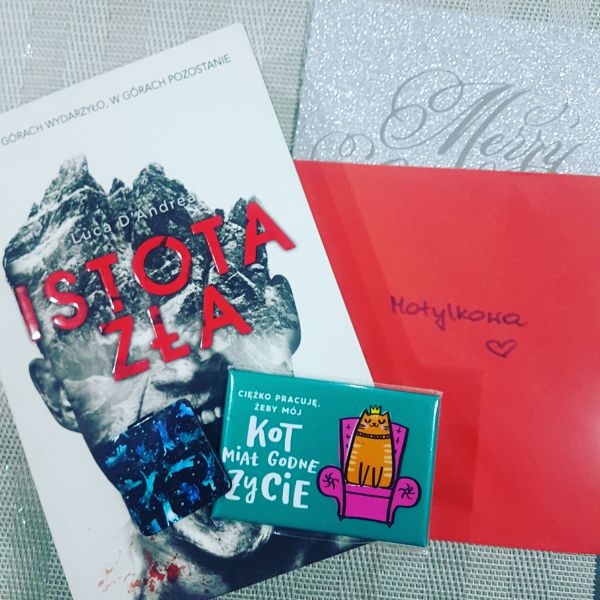 GÓRACH WYDARZYŁO, W GÓRACH POZOSTANIE
Luca D'Andrea
ISTOTA
ZŁA
Merry
Motylkowa
CIĘŻKO PRACUJĘ,
ŻEBY MÓJ
KOT
MIAŁ GODNE
ŻYCIE